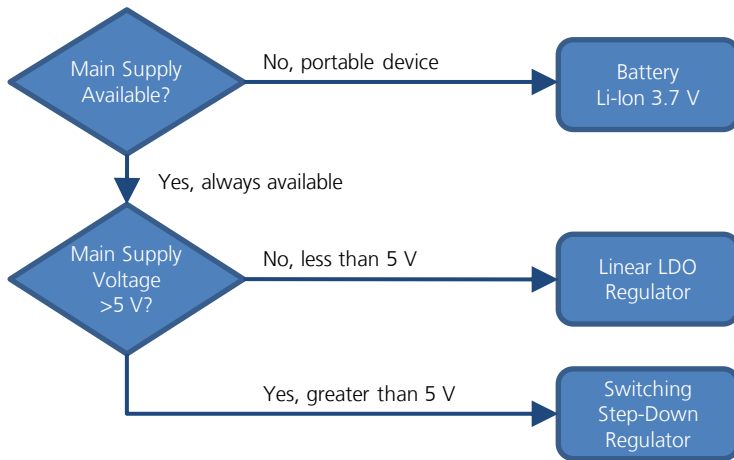 Main Supply
Available?
No, portable device
Battery
Li-Ion 3.7 V
Yes, always available
Main Supply
Voltage
>5 V?
No, less than 5 V
Linear LDO
Regulator
Yes, greater than 5 V
Switching
Step-Down
Regulator